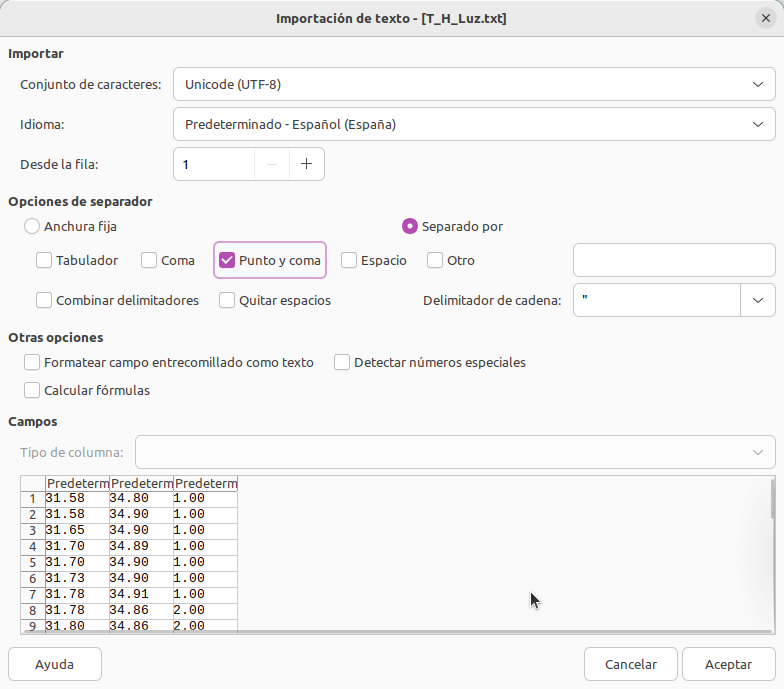 Importación de texto - [T_H_Luz.txt]
Importar
Conjunto de caracteres: Unicode (UTF-8)
Idioma: Predeterminado - Español (España)
Desde la fila: 1
Opciones de separador
Anchura fija Separado por
Tabulador Coma Punto y coma Espacio Otro
Combinar delimitadores Quitar espacios Delimitador de cadena: "
Otras opciones
Formatear campo entrecomillado como texto Detectar números especiales
Calcular fórmulas
Campos
Tipo de columna:
Predeterm Predeterm Predeterm
1 31.58 34.80 1.00
2 31.58 34.90 1.00
3 31.65 34.90 1.00
4 31.70 34.89 1.00
5 31.70 34.90 1.00
6 31.73 34.90 1.00
7 31.78 34.91 1.00
8 31.78 34.86 2.00
9 31.80 34.86 2.00
Ayuda Cancelar Aceptar